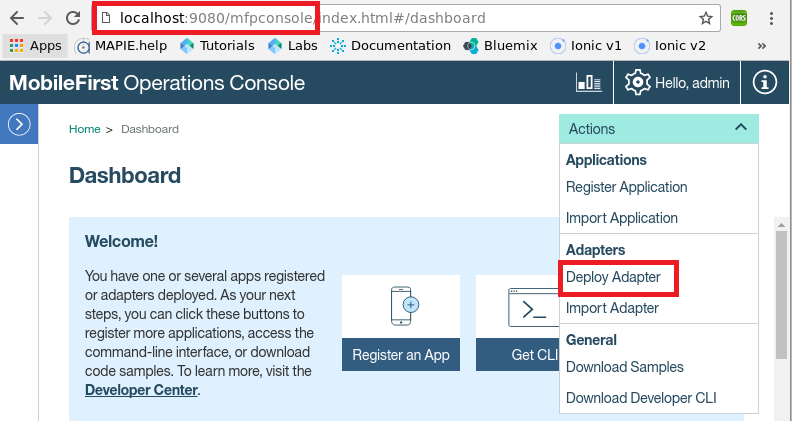 localhost:9080/mfpconsole/index.html#/dashboard
CORS
Apps MAPIE.help Tutorials Labs Documentation Bluemix Ionic v1 Ionic v2 »
MobileFirst Operations Console
Hello, admin
Home > Dashboard
Actions
Dashboard
Applications
Register Application
Import Application
Adapters
Deploy Adapter
Import Adapter
General
Download Samples
Download Developer CLI
Welcome!
You have one or several apps registered
or adapters deployed. As your next
steps, you can click these buttons to
register more applications, access the
command-line interface, or download
code samples. To learn more, visit the
Developer Center.
Register an App
Get CLI